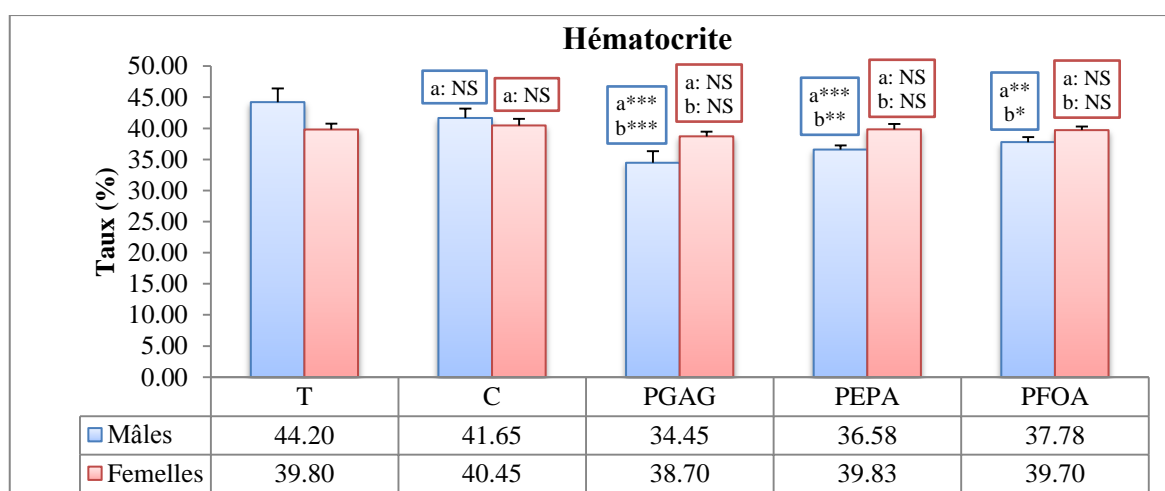 Hématocrite
Taux (%)
50.00
45.00
40.00
35.00
30.00
25.00
20.00
15.00
10.00
5.00
0.00
a: NS
a: NS
a***
b***
a: NS
b: NS
a***
b**
a: NS
b: NS
a**
b*
a: NS
b: NS
T C PGAG PEPA PFOA
Mâles 44.20 41.65 34.45 36.58 37.78
Femelles 39.80 40.45 38.70 39.83 39.70